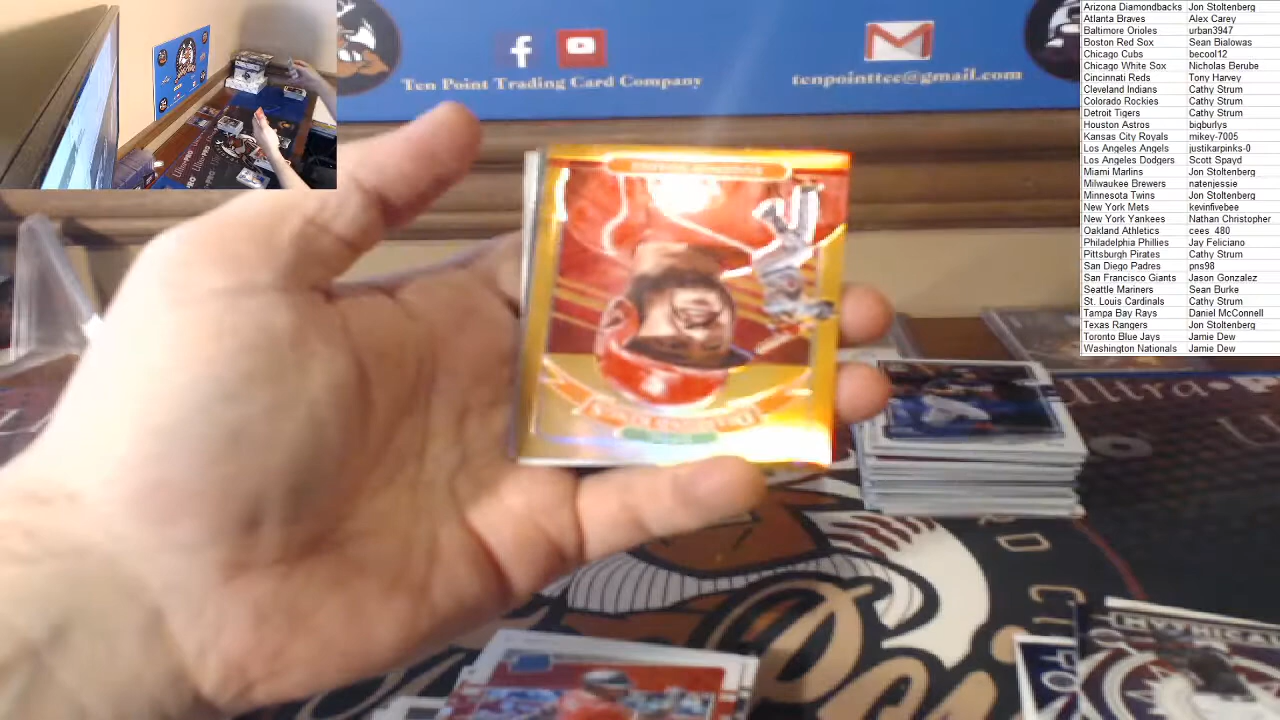 Ten Point Trading Card Company
tenpointtcc@gmail.com
Arizona Diamondbacks Jon Stoltenberg
Atlanta Braves Alex Carey
Baltimore Orioles urban3947
Boston Red Sox Sean Bialowas
Chicago Cubs becool12
Chicago White Sox Nicholas Berube
Cincinnati Reds Tony Harvey
Cleveland Indians Cathy Strum
Colorado Rockies Cathy Strum
Detroit Tigers Cathy Strum
Houston Astros bigburlys
Kansas City Royals mikey-7005
Los Angeles Angels justikarpinks-0
Los Angeles Dodgers Scott Spayd
Miami Marlins Jon Stoltenberg
Milwaukee Brewers natenjessie
Minnesota Twins Jon Stoltenberg
New York Mets kevinfivebee
New York Yankees Nathan Christopher
Oakland Athletics cees_480
Philadelphia Phillies Jay Feliciano
Pittsburgh Pirates Cathy Strum
San Diego Padres pns98
San Francisco Giants Jason Gonzalez
Seattle Mariners Sean Burke
St. Louis Cardinals Cathy Strum
Tampa Bay Rays Daniel McConnell
Texas Rangers Jon Stoltenberg
Toronto Blue Jays Jamie Dew
Washington Nationals Jamie Dew